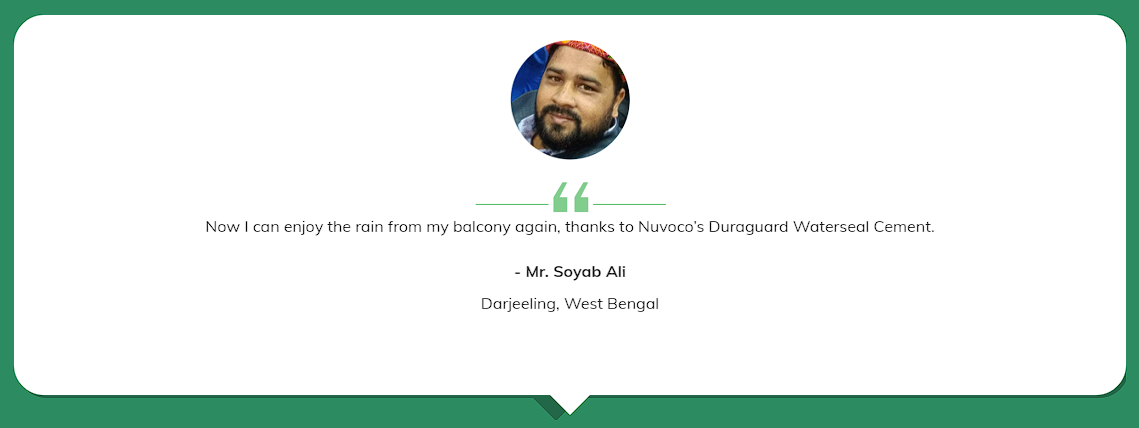 Now I can enjoy the rain from my balcony again, thanks to Nuvoco’s Duraguard Waterseal Cement.
- Mr. Soyab Ali
Darjeeling, West Bengal